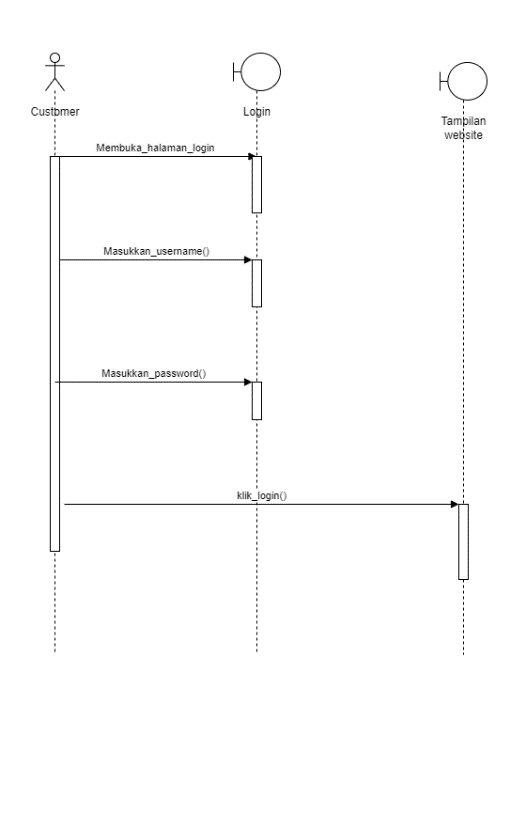 Customer
Login
Tampilan
website
Membuka_halaman_login
Masukkan_username()
Masukkan_password()
klik_login()